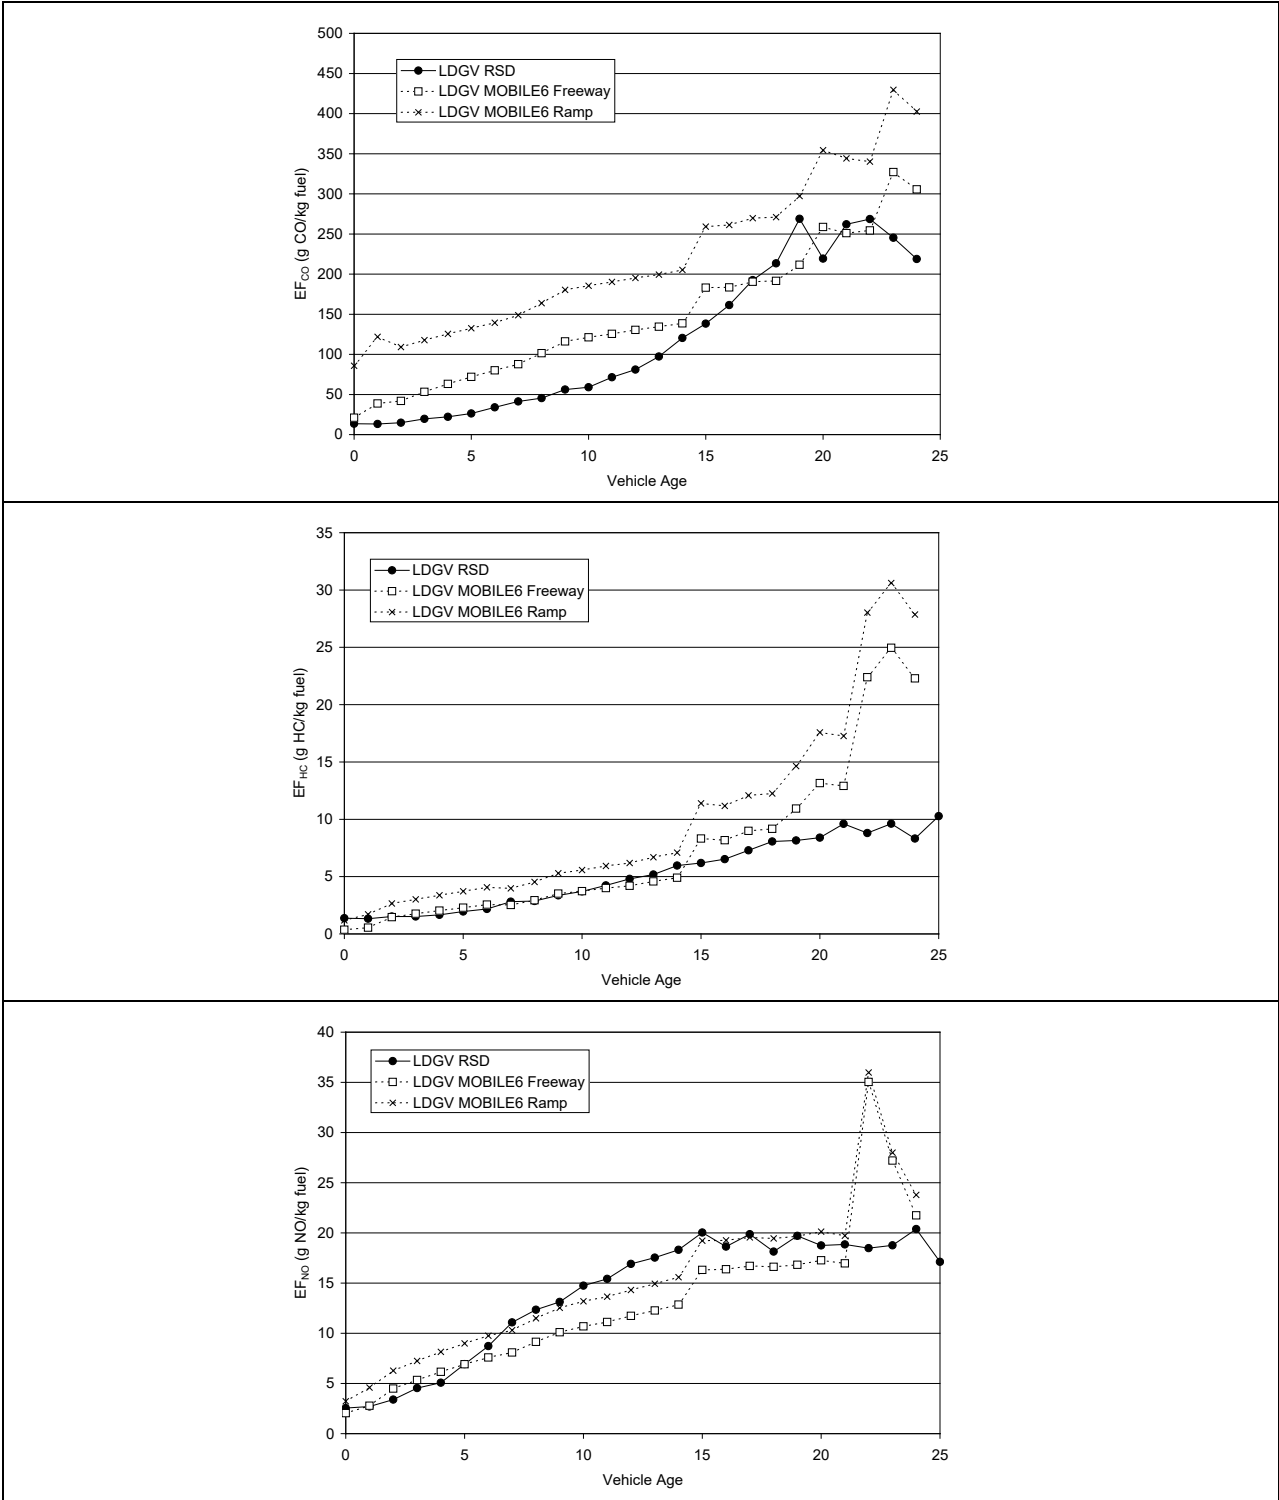 500
450
400
350
300
250
200
150
100
50
0
EFCO (g CO/kg fuel)
LDGV RSD
LDGV MOBILE6 Freeway
LDGV MOBILE6 Ramp
0 5 10 15 20 25
Vehicle Age
35
30
25
20
15
10
5
0
EFHC (g HC/kg fuel)
LDGV RSD
LDGV MOBILE6 Freeway
LDGV MOBILE6 Ramp
0 5 10 15 20 25
Vehicle Age
40
35
30
25
20
15
10
5
0
EFNO (g NO/kg fuel)
LDGV RSD
LDGV MOBILE6 Freeway
LDGV MOBILE6 Ramp
0 5 10 15 20 25
Vehicle Age